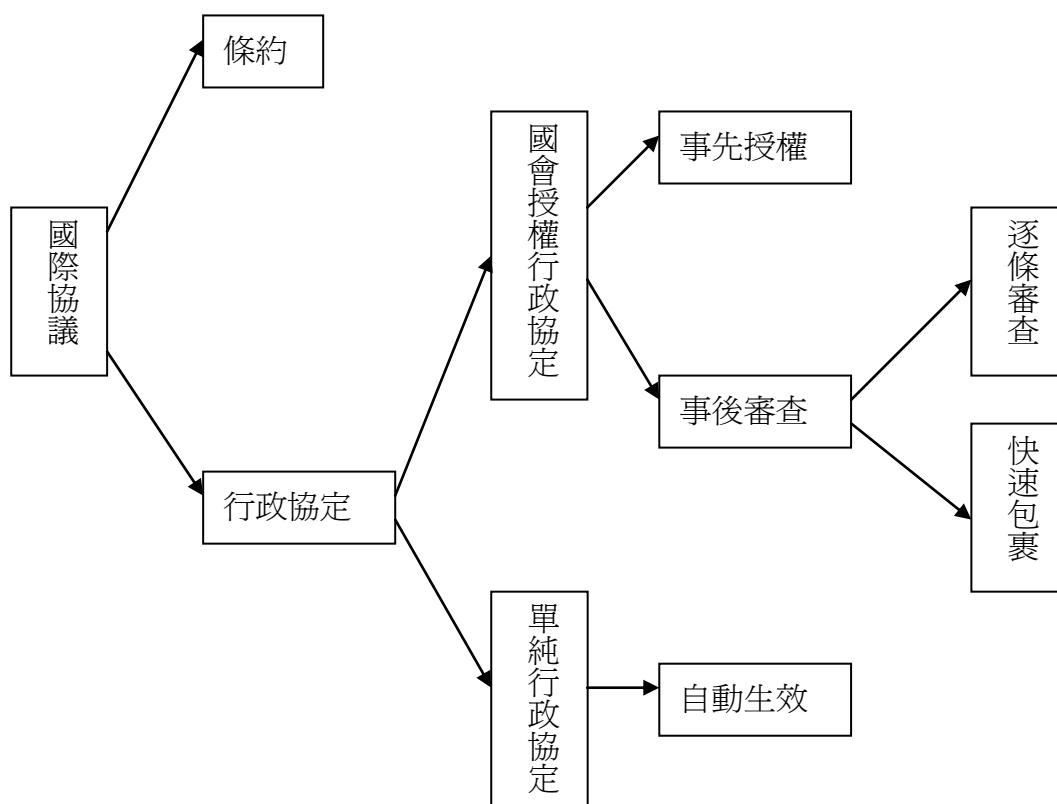 條約
國際協議
行政協定
國會授權行政協定
事先授權
事後審查
逐條審查
快速包裹
單純行政協定
自動生效